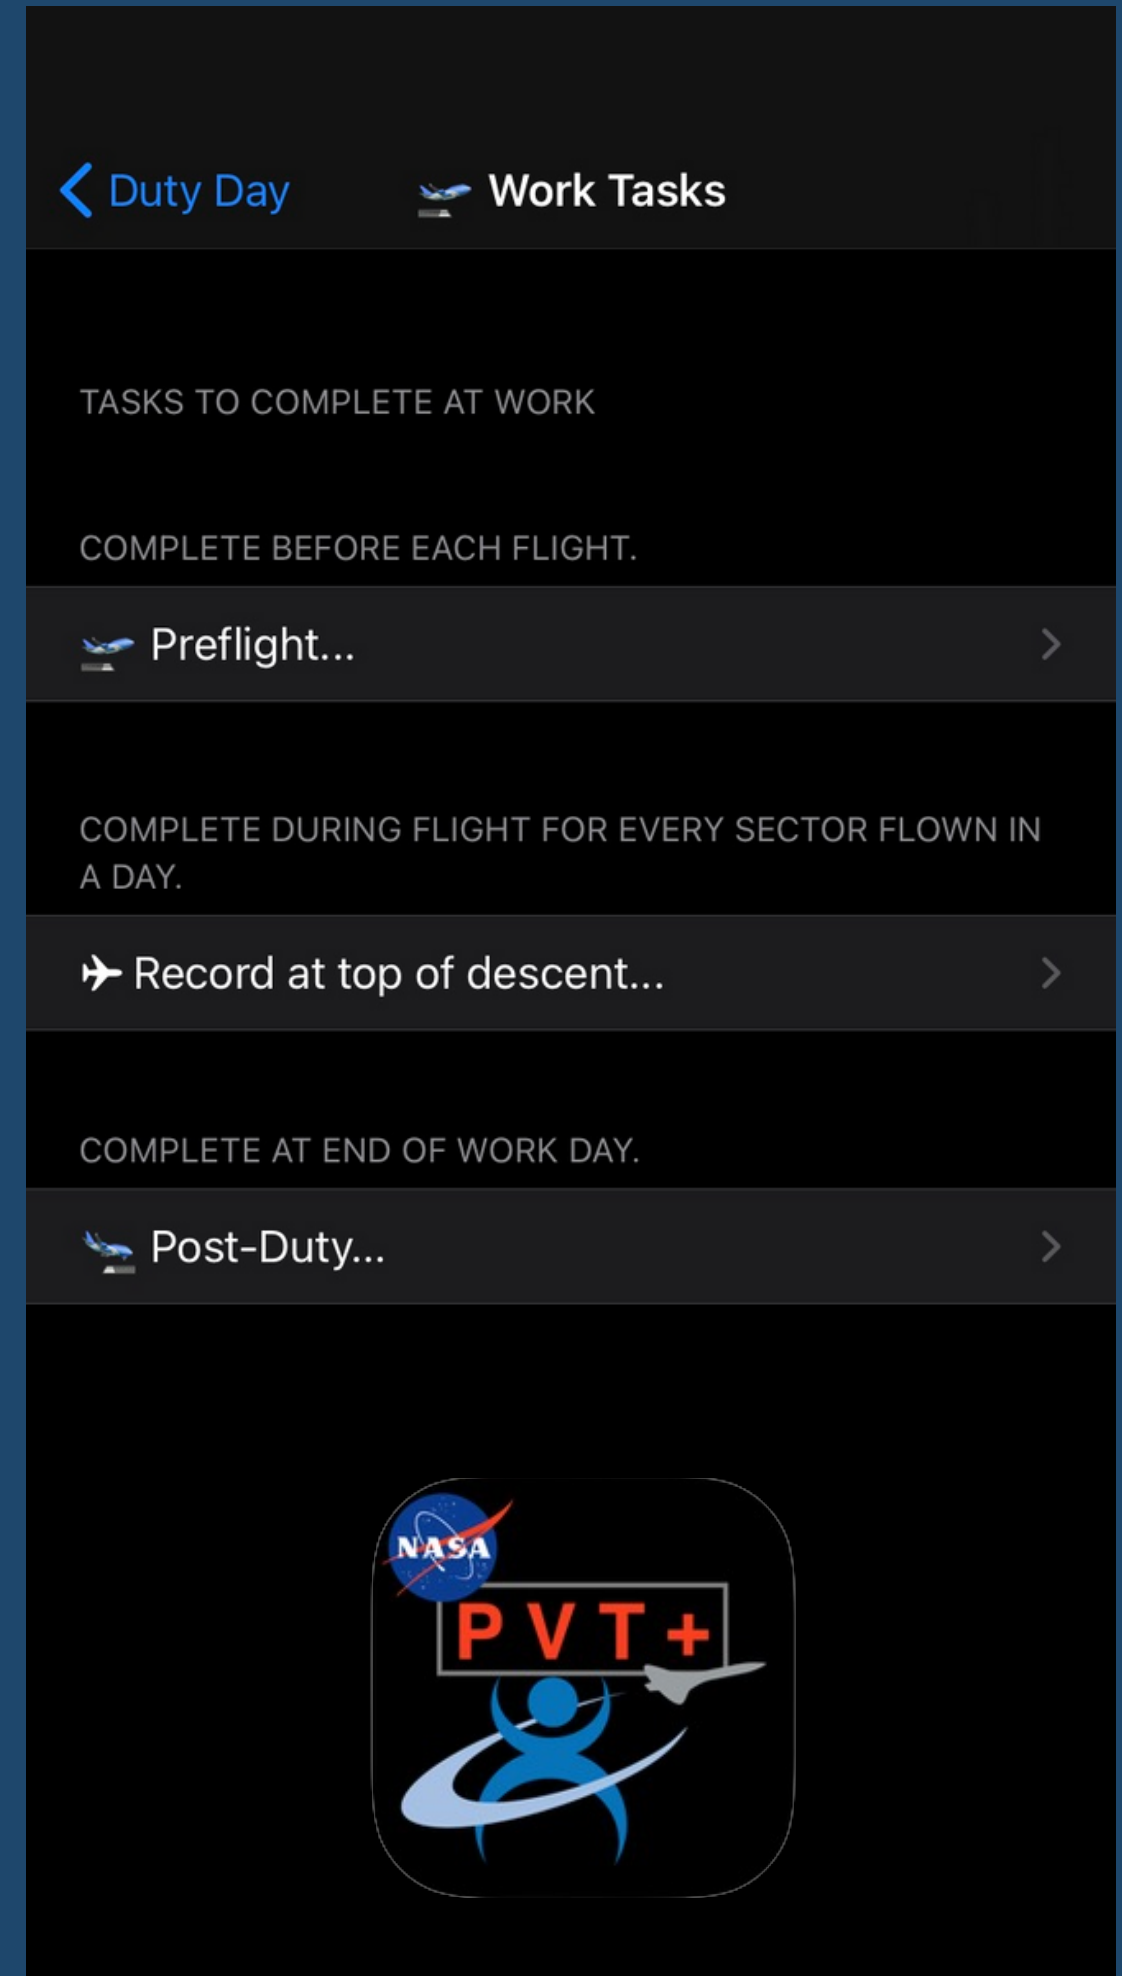 Duty Day
Work Tasks
TASKS TO COMPLETE AT WORK
COMPLETE BEFORE EACH FLIGHT.
Preflight...
COMPLETE DURING FLIGHT FOR EVERY SECTOR FLOWN IN
A DAY.
Record at top of descent...
COMPLETE AT END OF WORK DAY.
Post-Duty...
NASA
PVT+